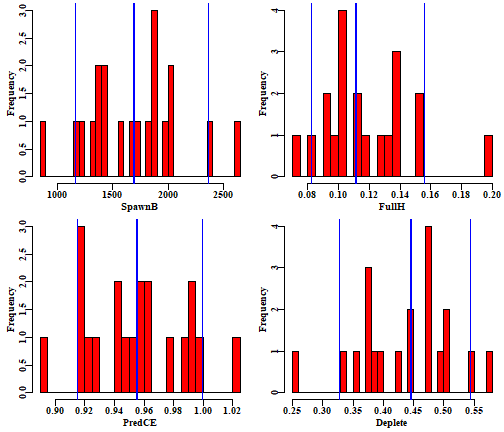 Frequency
0.0 0.5 1.0 1.5 2.0 2.5 3.0
1000 1500 2000 2500
SpawnB
Frequency
0 1 2 3 4
0.08 0.10 0.12 0.14 0.16 0.18 0.20
FullH
Frequency
0.0 0.5 1.0 1.5 2.0 2.5 3.0
0.90 0.92 0.94 0.96 0.98 1.00 1.02
PredCE
Frequency
0 1 2 3 4
0.25 0.30 0.35 0.40 0.45 0.50 0.55
Deplete